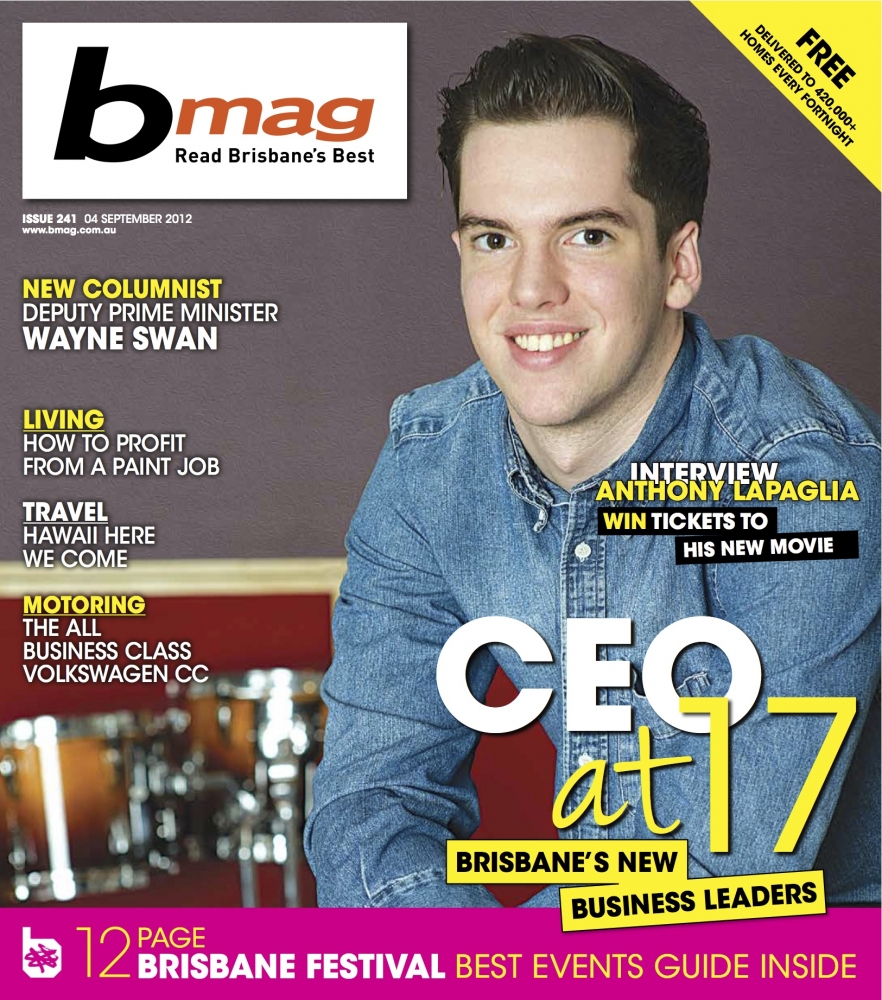 bmag
Read Brisbane's Best
FREE
DELIVERED TO 420,000+
HOMES EVERY FORTNIGHT
ISSUE 241 04 SEPTEMBER 2012
www.bmag.com.au
NEW COLUMNIST
DEPUTY PRIME MINISTER
WAYNE SWAN
LIVING
HOW TO PROFIT
FROM A PAINT JOB
TRAVEL
HAWAII HERE
WE COME
MOTORING
THE ALL
BUSINESS CLASS
VOLKSWAGEN CC
INTERVIEW
ANTHONY LAPAGLIA
WIN TICKETS TO
HIS NEW MOVIE
CEO
at 17
BRISBANE'S NEW
BUSINESS LEADERS
b
12 PAGE
BRISBANE FESTIVAL BEST EVENTS GUIDE INSIDE